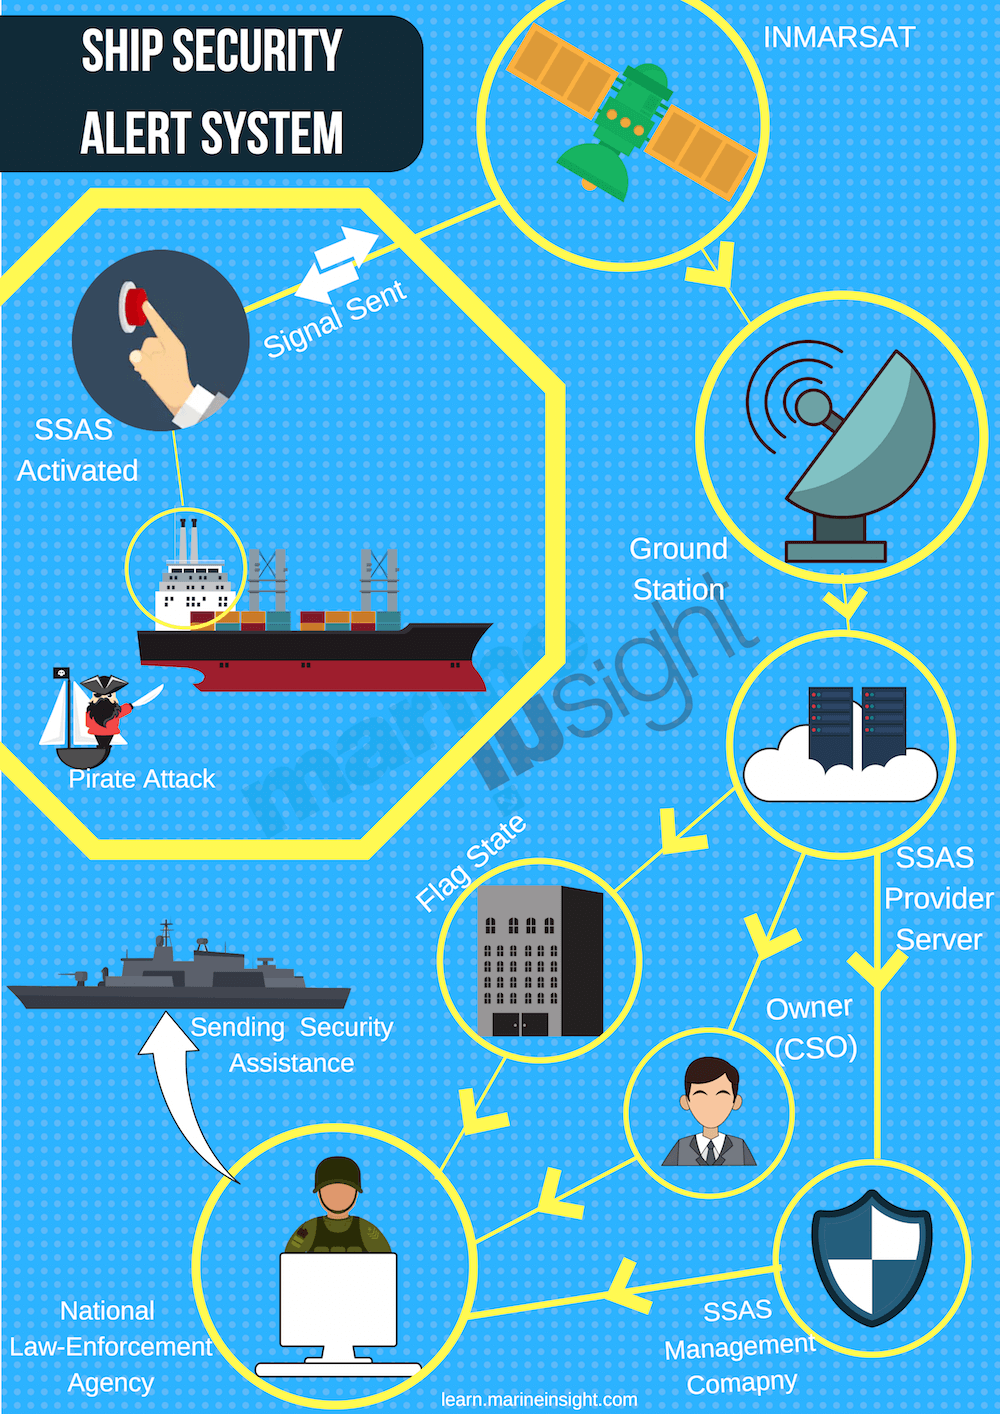 SHIP SECURITY
ALERT SYSTEM
INMARSAT
Signal Sent
SSAS
Activated
Ground
Station
Pirate Attack
insight
SSAS
Provider
Server
Flag State
Owner
(CSO)
Sending Security
Assistance
National
Law-Enforcement
Agency
SSAS
Management
Comapny
learn.marineinsight.com